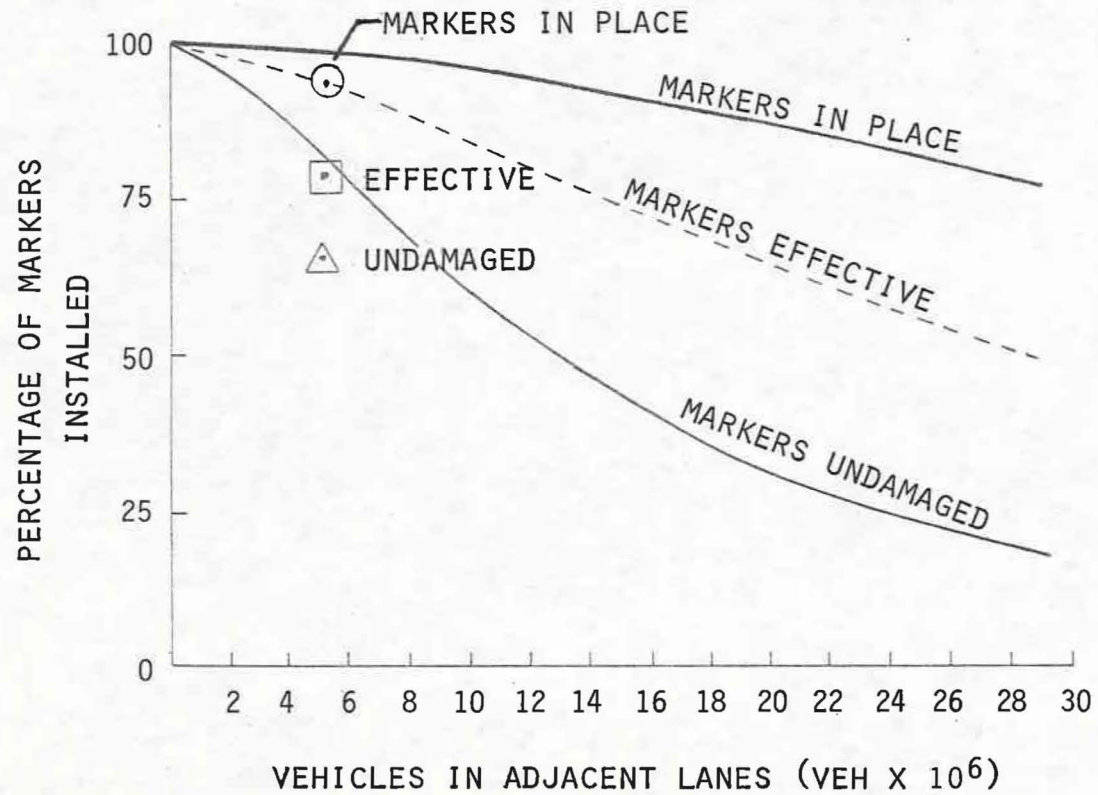 MARKERS IN PLACE
100
MARKERS IN PLACE
75
EFFECTIVE
MARKERS EFFECTIVE
UNDAMAGED
50
MARKERS UNDAMAGED
25
0
PERCENTAGE OF MARKERS
INSTALLED
2 4 6 8 10 12 14 16 18 20 22 24 26 28 30
VEHICLES IN ADJACENT LANES (VEH X 10⁶)